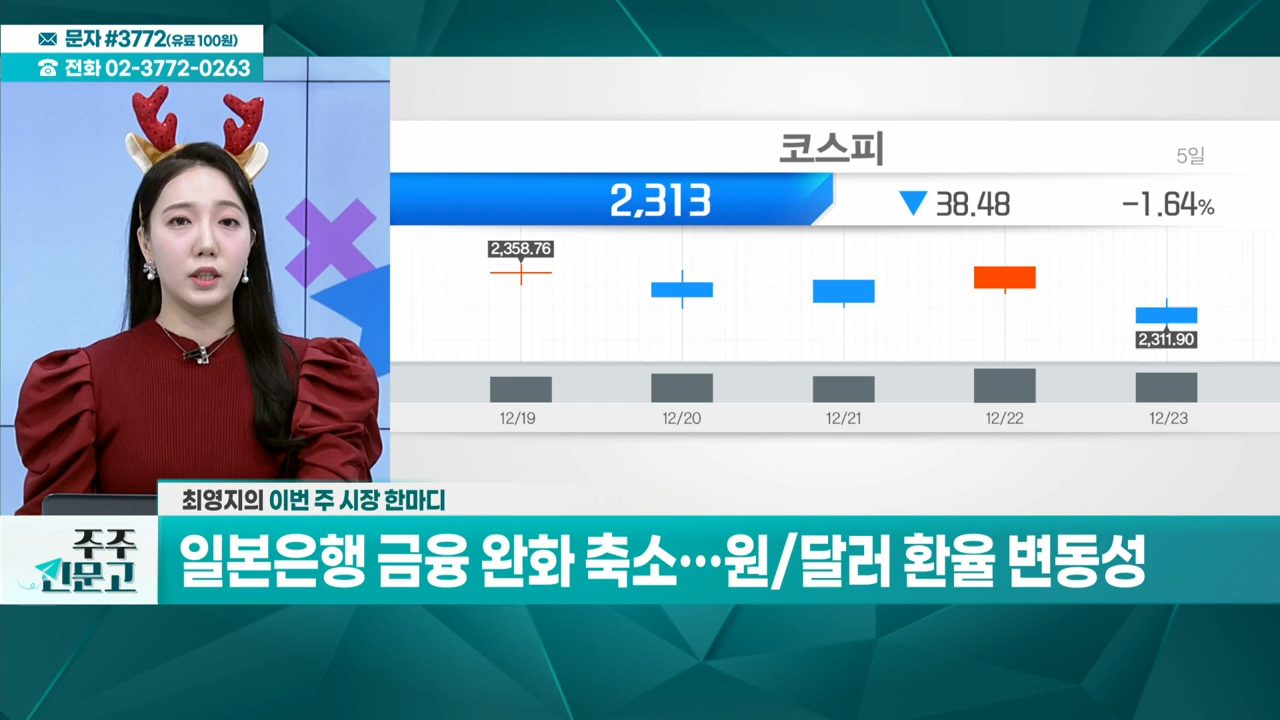 문자 #3772(유료 100원)
전화 02-3772-0263
코스피
5일
2,313 ▼ 38.48 -1.64%
2,358.76
2,311.90
12/19 12/20 12/21 12/22 12/23
최영지의 이번 주 시장 한마디
주주
신문고
일본은행 금융 완화 축소…원/달러 환율 변동성